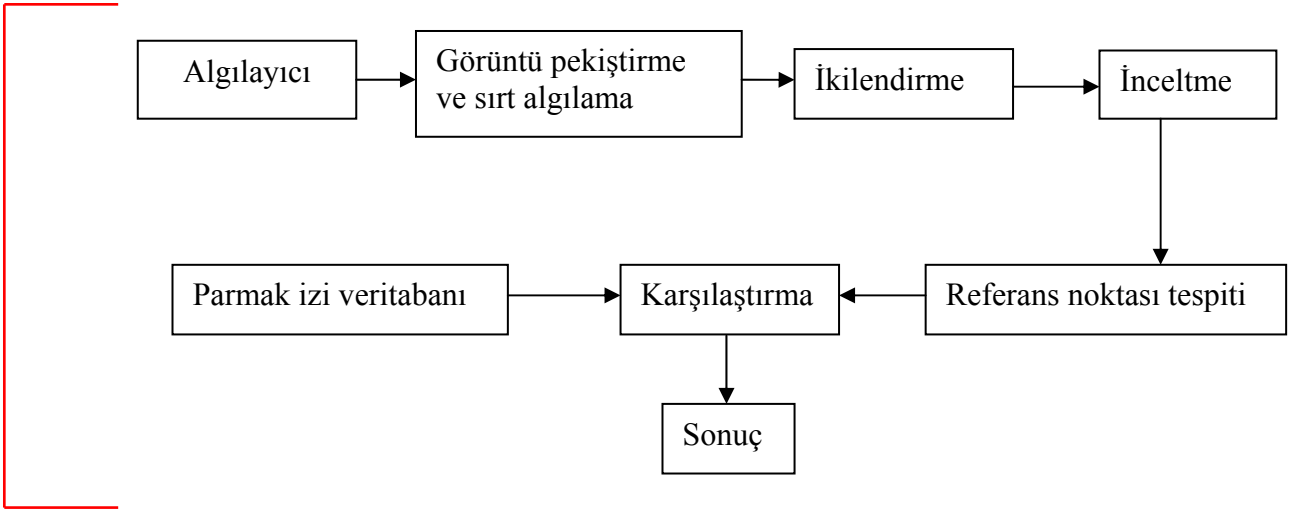 Algılayıcı
Görüntü pekiştirme
ve sırt algılama
İkilendirme
İnceltme
Parmak izi veritabanı
Karşılaştırma
Referans noktası tespiti
Sonuç